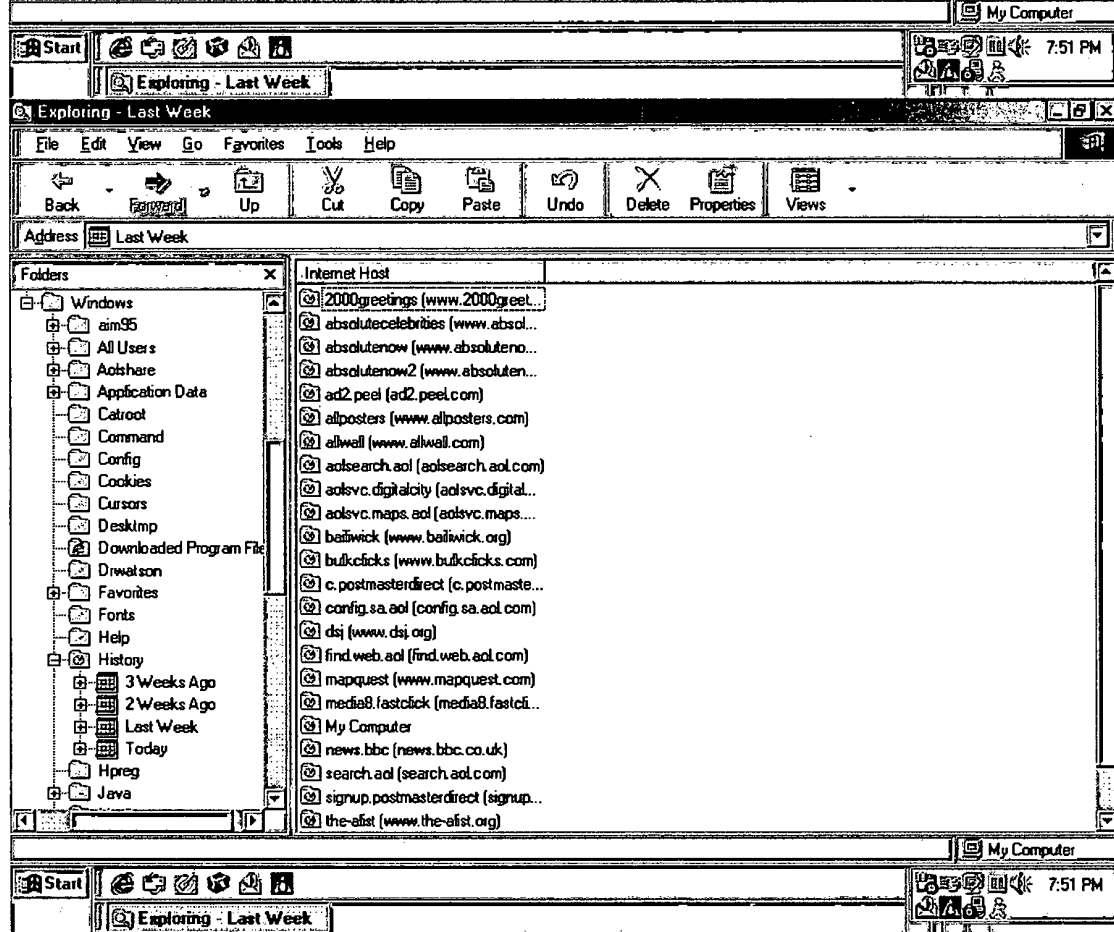 My Computer
Start 7:51 PM
Exploring - Last Week
Exploring - Last Week
File Edit View Go Favorites Tools Help
Back Forward Up Cut Copy Paste Undo Delete Properties Views
Address Last Week
Folders
Windows
aim95
All Users
Aolshare
Application Data
Catroot
Command
Config
Cookies
Cursors
Desktmp
Downloaded Program File
Drwatson
Favorites
Fonts
Help
History
3 Weeks Ago
2 Weeks Ago
Last Week
Today
Hpreg
Java
Internet Host
2000greetings (www.2000greet...
absolutecelebrities (www.absol...
absolutenow (www.absoluteno...
absolutenow2 (www.absoluten...
ad2.peel (ad2.peel.com)
allposters (www.allposters.com)
allwall (www.allwall.com)
aolsearch.aol (aolsearch.aol.com)
aolsvc.digitalcity (aolsvc.digital...
aolsvc.maps.aol (aolsvc.maps....
bailiwick (www.bailiwick.org)
bulkclicks (www.bulkclicks.com)
c.postmasterdirect (c.postmaste...
config.sa.aol (config.sa.aol.com)
dsj (www.dsj.org)
find.web.aol (find.web.aol.com)
mapquest (www.mapquest.com)
media8.fastclick (media8.fastcli...
My Computer
news.bbc (news.bbc.co.uk)
search.aol (search.aol.com)
signup.postmasterdirect (signup...
the-alist (www.the-alist.org)
My Computer
Start 7:51 PM
Exploring - Last Week